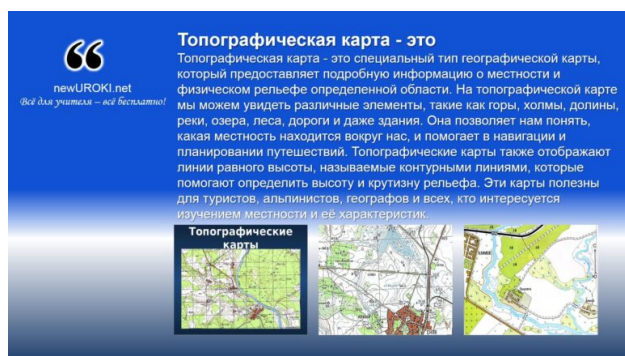 newUROKI.net
Всё для учителя – всё бесплатно!
Топографическая карта - это
Топографическая карта - это специальный тип географической карты,
который предоставляет подробную информацию о местности и
физическом рельефе определенной области. На топографической карте
мы можем увидеть различные элементы, такие как горы, холмы, долины,
реки, озера, леса, дороги и даже здания. Она позволяет нам понять,
какая местность находится вокруг нас, и помогает в навигации и
планировании путешествий. Топографические карты также отображают
линии равного высоты, называемые контурными линиями, которые
помогают определить высоту и крутизну рельефа. Эти карты полезны
для туристов, альпинистов, географов и всех, кто интересуется
изучением местности и её характеристик.
Топографические
карты